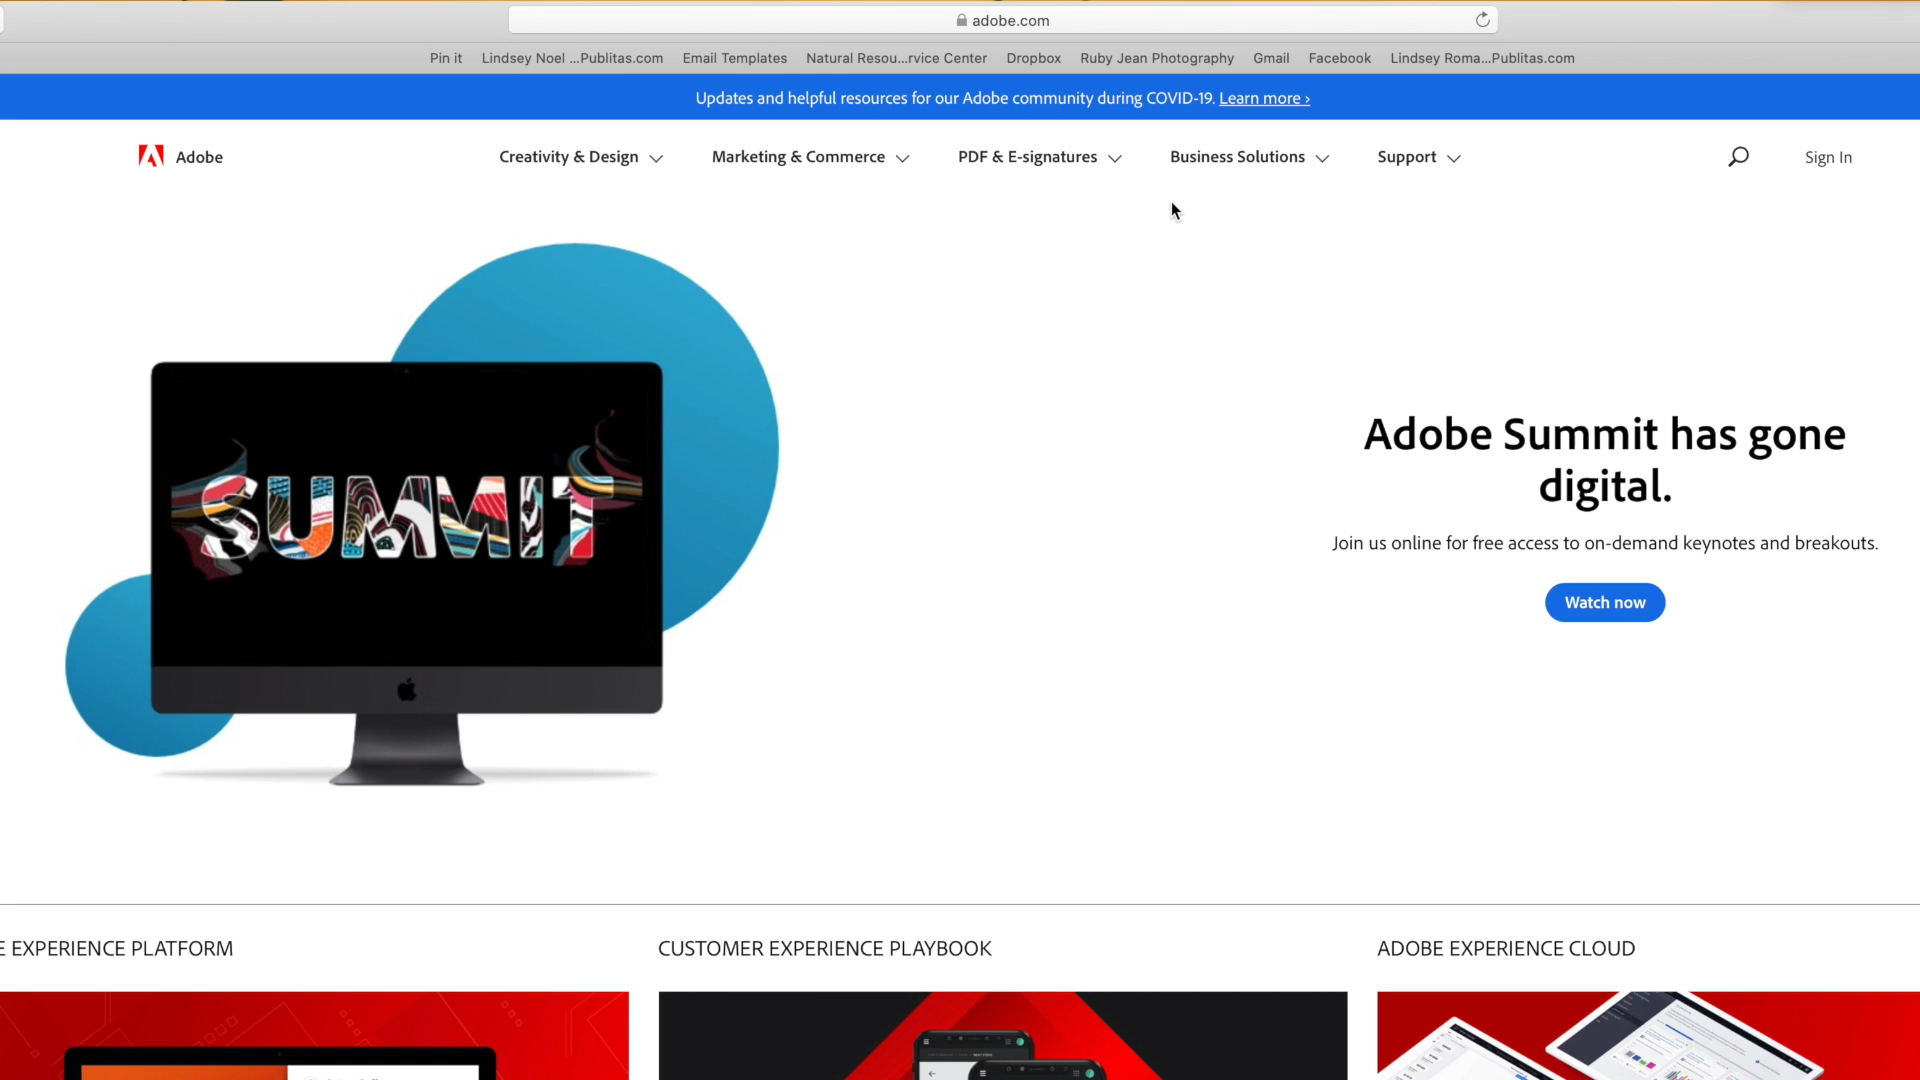 adobe.com
Pin it Lindsey Noel ...Publitas.com Email Templates Natural Resou...rvice Center Dropbox Ruby Jean Photography Gmail Facebook Lindsey Roma...Publitas.com
Updates and helpful resources for our Adobe community during COVID-19. Learn more ›
Adobe Creativity & Design Marketing & Commerce PDF & E-signatures Business Solutions Support Sign In
SUMMIT
Adobe Summit has gone
digital.
Join us online for free access to on-demand keynotes and breakouts.
Watch now
E EXPERIENCE PLATFORM CUSTOMER EXPERIENCE PLAYBOOK ADOBE EXPERIENCE CLOUD